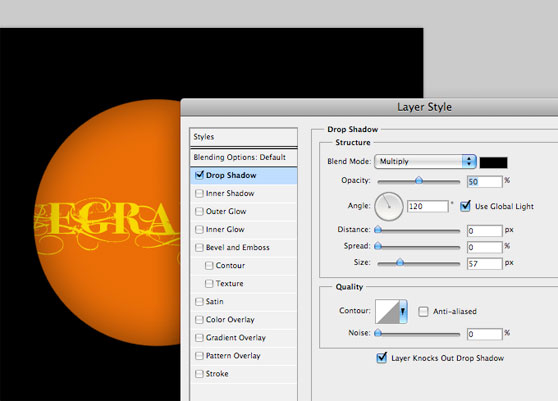 Layer Style
Styles
Blending Options: Default
Drop Shadow
Inner Shadow
Outer Glow
Inner Glow
Bevel and Emboss
Contour
Texture
Satin
Color Overlay
Gradient Overlay
Pattern Overlay
Stroke
Drop Shadow
Structure
Blend Mode: Multiply
Opacity: 50 %
Angle: 120 ° Use Global Light
Distance: 0 px
Spread: 0 %
Size: 57 px
Quality
Contour: Anti-aliased
Noise: 0 %
Layer Knocks Out Drop Shadow
EGRA